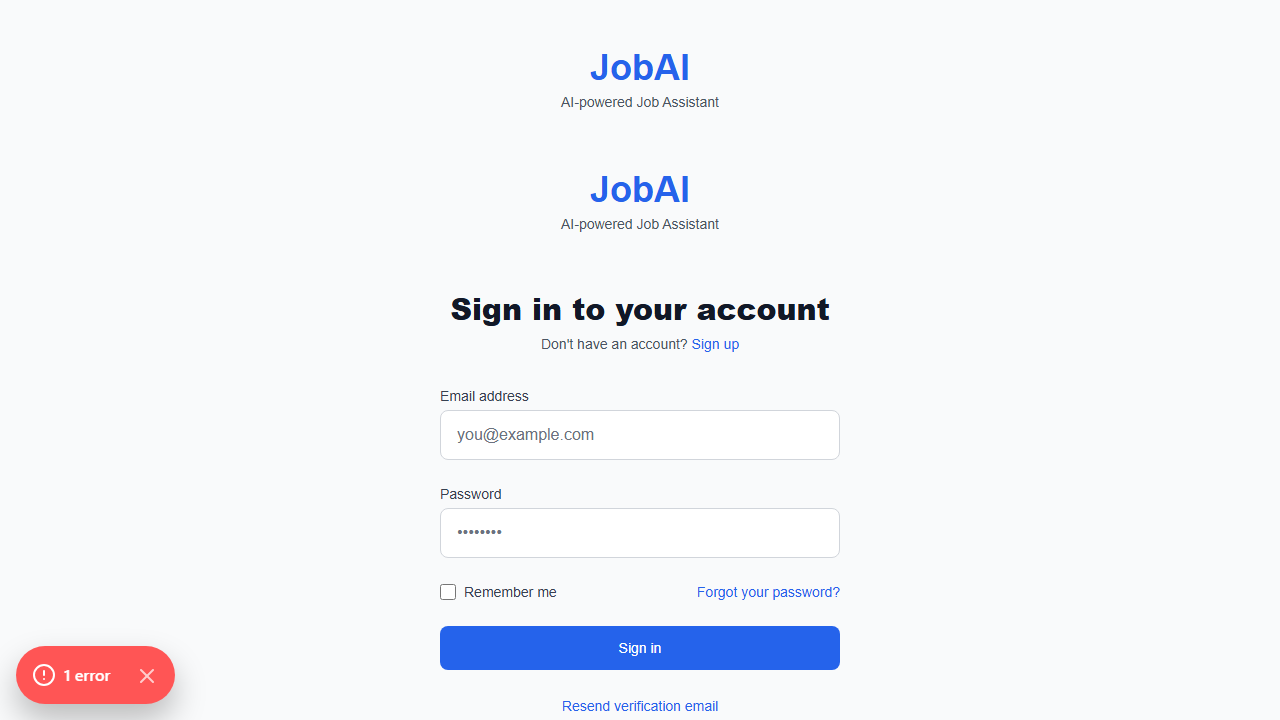 JobAI
AI-powered Job Assistant
JobAI
AI-powered Job Assistant
Sign in to your account
Don't have an account? Sign up
Email address
you@example.com
Password
••••••••
Remember me
Forgot your password?
Sign in
1 error
Resend verification email